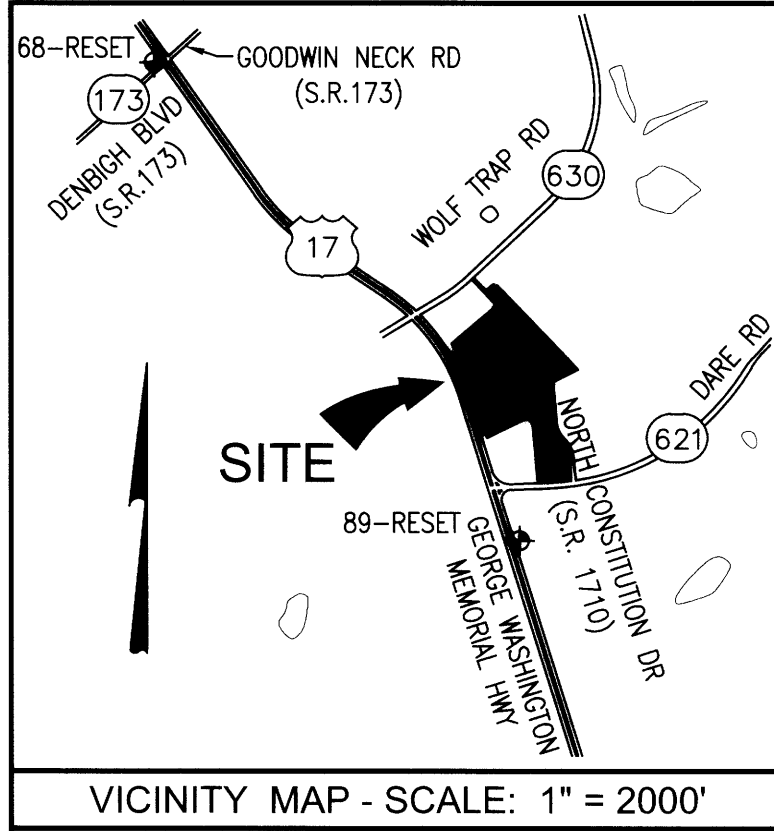 68-RESET
GOODWIN NECK RD
(S.R.173)
173
DENBIGH BLVD
(S.R.173)
WOLF TRAP RD
630
17
DARE RD
621
SITE
NORTH CONSTITUTION DR
(S.R. 1710)
89-RESET
GEORGE WASHINGTON
MEMORIAL HWY
VICINITY MAP - SCALE: 1" = 2000'